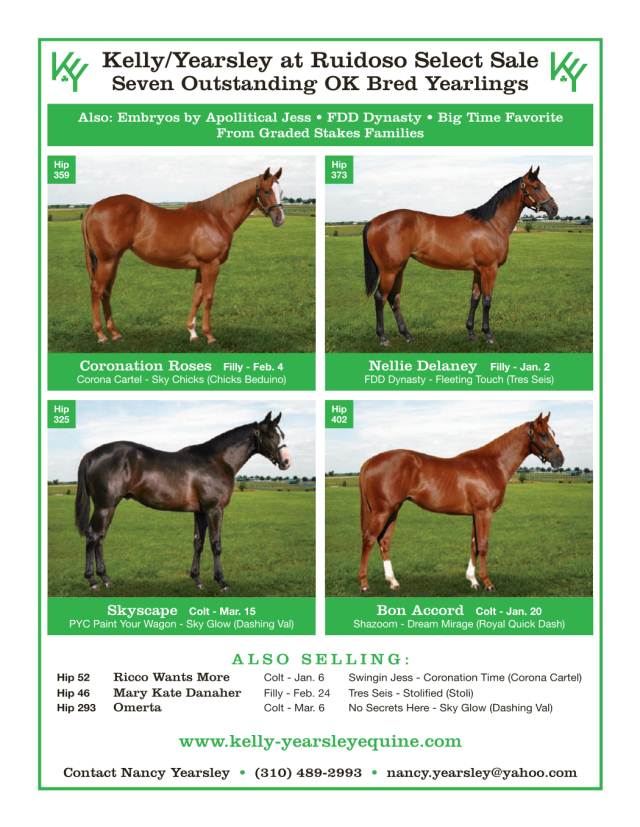 KY
Kelly/Yearsley at Ruidoso Select Sale
KY
Seven Outstanding OK Bred Yearlings
Also: Embryos by Apollitical Jess • FDD Dynasty • Big Time Favorite
From Graded Stakes Families
Hip
359
Hip
373
Coronation Roses Filly - Feb. 4
Corona Cartel - Sky Chicks (Chicks Beduino)
Nellie Delaney Filly - Jan. 2
FDD Dynasty - Fleeting Touch (Tres Seis)
Hip
325
Hip
402
Skyscape Colt - Mar. 15
PYC Paint Your Wagon - Sky Glow (Dashing Val)
Bon Accord Colt - Jan. 20
Shazoom - Dream Mirage (Royal Quick Dash)
ALSO SELLING:
Hip 52 Ricco Wants More Colt - Jan. 6 Swingin Jess - Coronation Time (Corona Cartel)
Hip 46 Mary Kate Danaher Filly - Feb. 24 Tres Seis - Stolified (Stoli)
Hip 293 Omerta Colt - Mar. 6 No Secrets Here - Sky Glow (Dashing Val)
www.kelly-yearsleyequine.com
Contact Nancy Yearsley • (310) 489-2993 • nancy.yearsley@yahoo.com